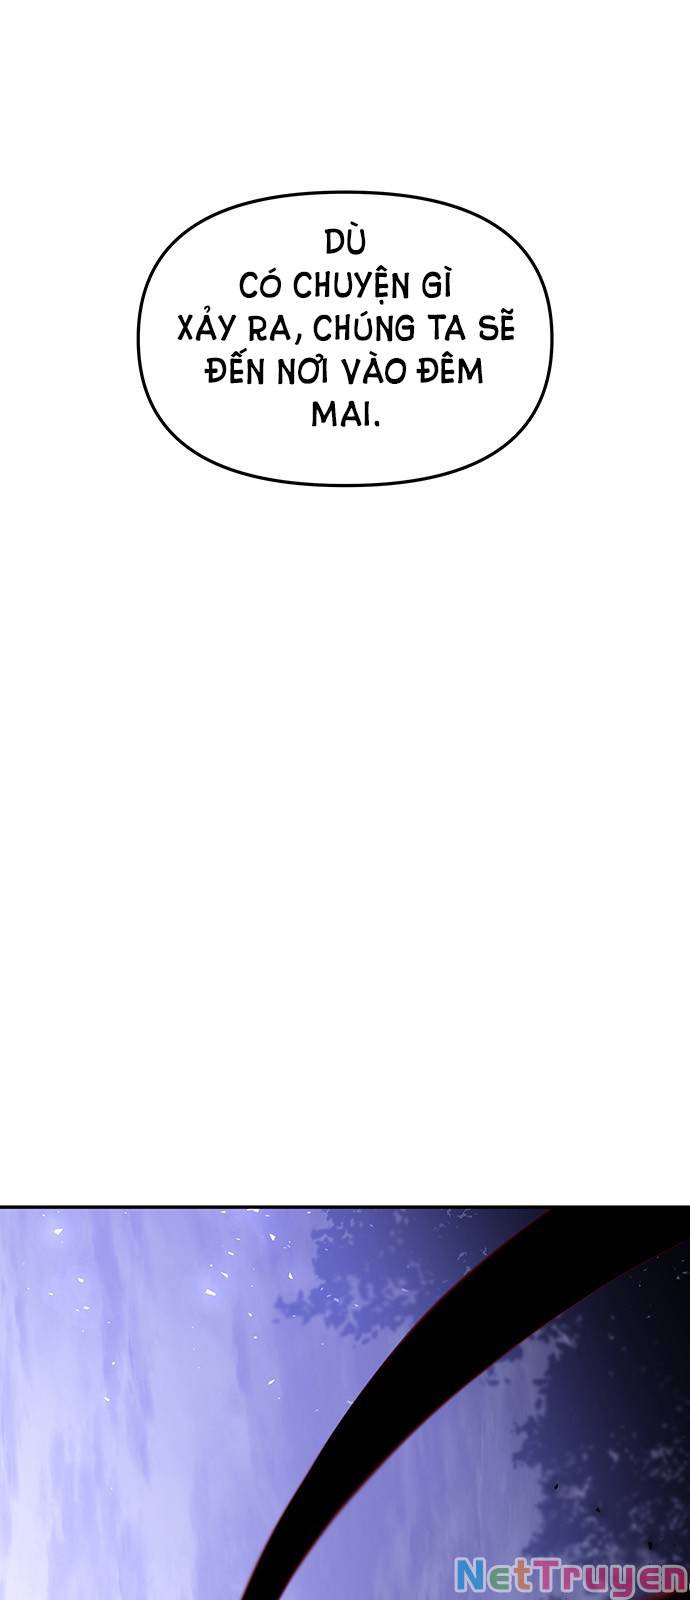 DÙ
CÓ CHUYỆN GÌ
XẢY RA, CHÚNG TA SẼ
ĐẾN NƠI VÀO ĐÊM
MAI.
NetTruyen